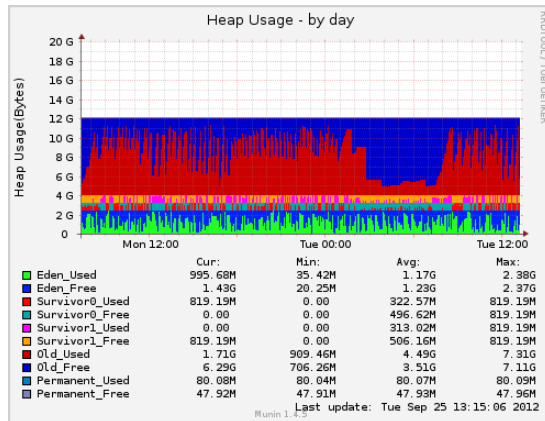 Heap Usage - by day
RRDTOOL / TOBI OETIKER
Heap Usage(Bytes)
20 G
18 G
16 G
14 G
12 G
10 G
8 G
6 G
4 G
2 G
0
Mon 12:00 Tue 00:00 Tue 12:00
Cur: Min: Avg: Max:
Eden_Used 995.68M 35.42M 1.17G 2.38G
Eden_Free 1.43G 20.25M 1.23G 2.37G
Survivor0_Used 819.19M 0.00 322.57M 819.19M
Survivor0_Free 0.00 0.00 496.62M 819.19M
Survivor1_Used 0.00 0.00 313.02M 819.19M
Survivor1_Free 819.19M 0.00 506.16M 819.19M
Old_Used 1.71G 909.46M 4.49G 7.31G
Old_Free 6.29G 706.26M 3.51G 7.11G
Permanent_Used 80.08M 80.04M 80.07M 80.09M
Permanent_Free 47.92M 47.91M 47.93M 47.96M
Last update: Tue Sep 25 13:15:06 2012